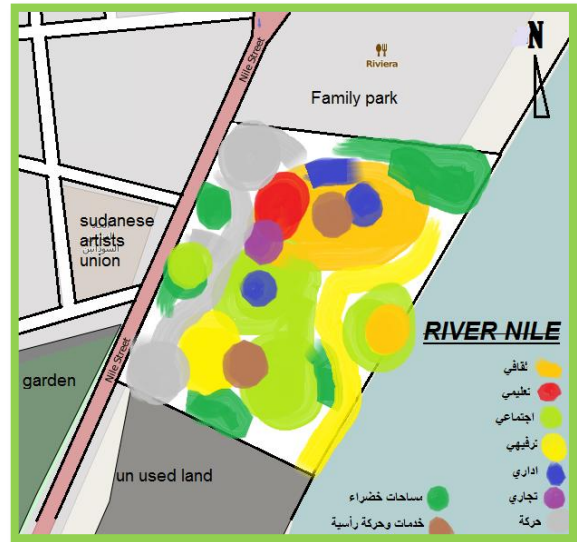 N
Nile Street
Riviera
Family park
sudanese
artists
union
RIVER NILE
ثقافي
تعليمي
اجتماعي
ترفيهي
اداري
تجاري
حركة
مساحات خضراء
خدمات وحركة رأسية
garden
Nile Street
un used land